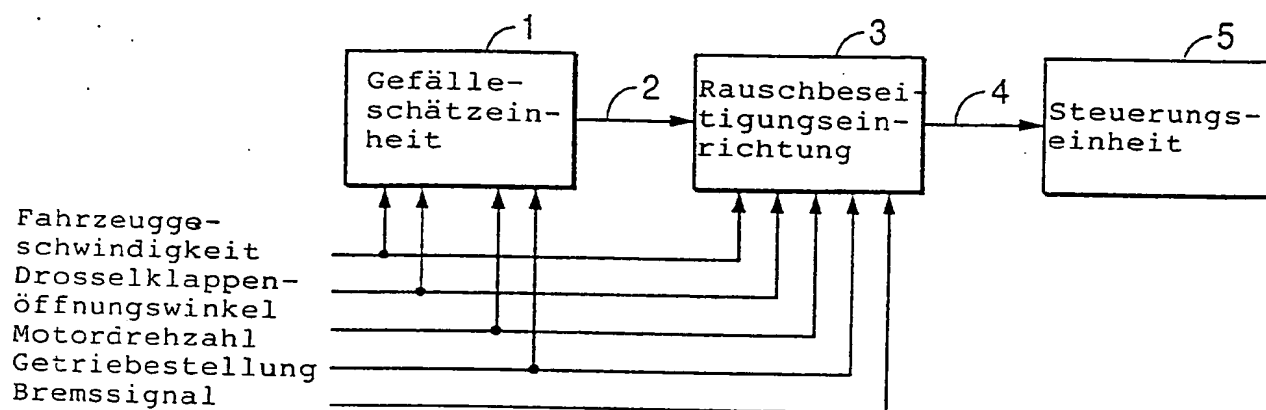 1
Gefälle-
schätzein-
heit
2
3
Rauschbesei-
tigungsein-
richtung
4
5
Steuerungs-
einheit
Fahrzeugge-
schwindigkeit
Drosselklappen-
öffnungswinkel
Motordrehzahl
Getriebestellung
Bremssignal